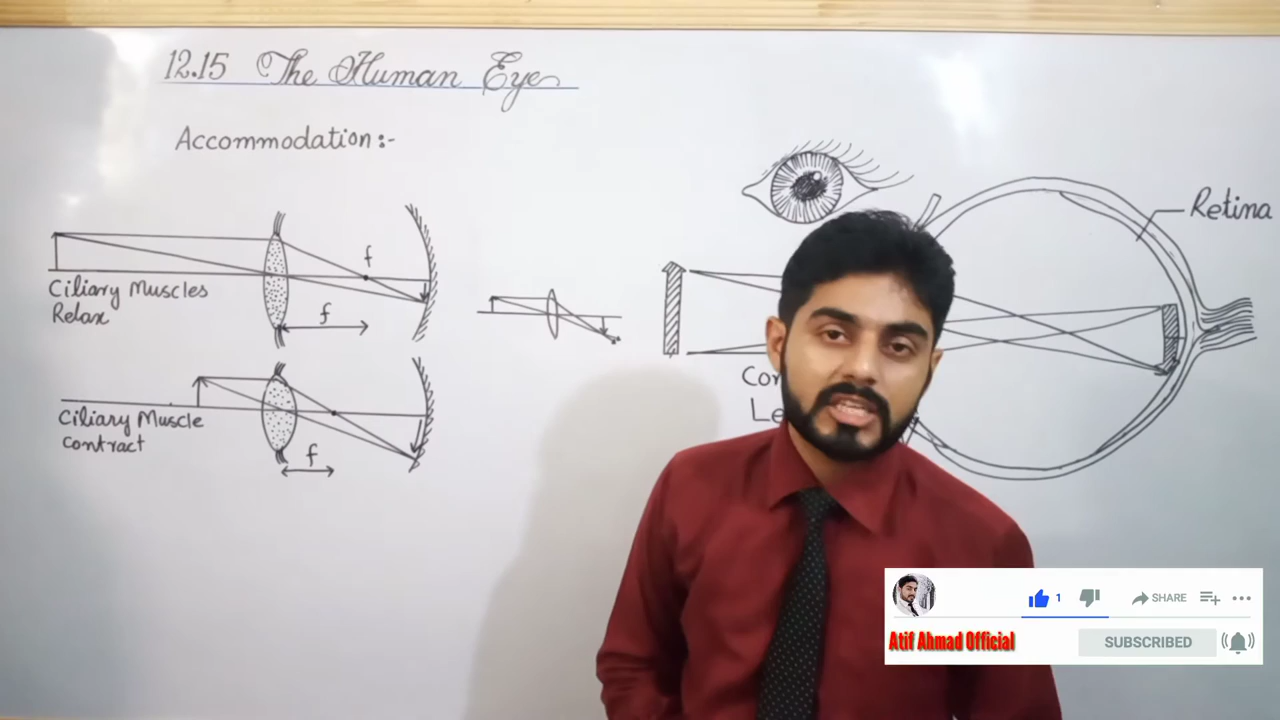 12.15 The Human Eye
Accommodation:-
Retina
f
Ciliary Muscles
Relax
f
Ciliary Muscle
Contract
f
SHARE
1
Atif Ahmad Official
SUBSCRIBED